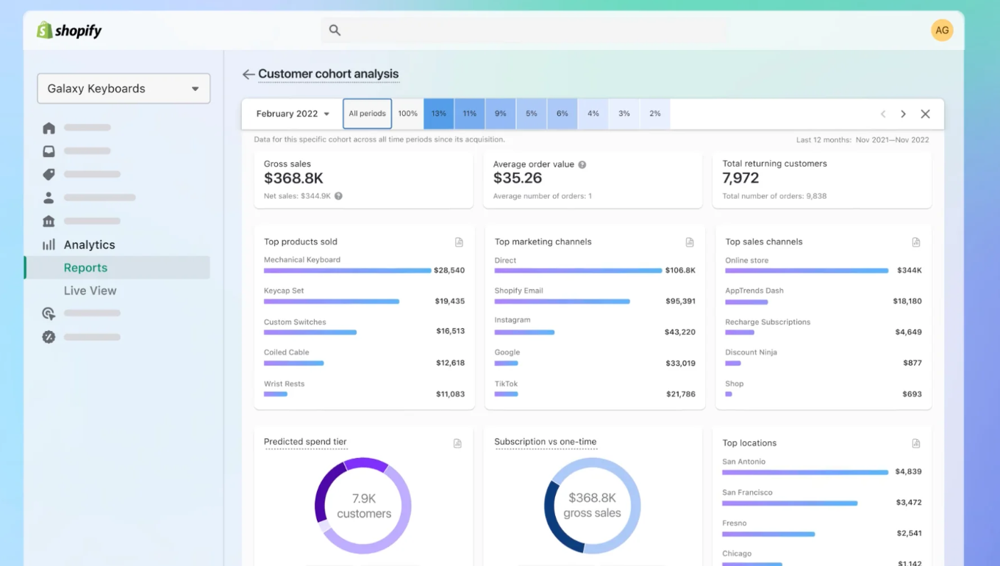 shopify
AG
Galaxy Keyboards
Analytics
Reports
Live View
Customer cohort analysis
February 2022
All periods
100%
13%
11%
9%
5%
6%
4%
3%
2%
Data for this specific cohort across all time periods since its acquisition.
Last 12 months: Nov 2021—Nov 2022
Gross sales
$368.8K
Net sales: $344.9K
Average order value
$35.26
Average number of orders: 1
Total returning customers
7,972
Total number of orders: 9,838
Top products sold
Mechanical Keyboard
$28,540
Keycap Set
$19,435
Custom Switches
$16,513
Coiled Cable
$12,618
Wrist Rests
$11,083
Top marketing channels
Direct
$106.8K
Shopify Email
$95,391
Instagram
$43,220
Google
$33,019
TikTok
$21,786
Top sales channels
Online store
$344K
AppTrends Dash
$18,180
Recharge Subscriptions
$4,649
Discount Ninja
$877
Shop
$693
Predicted spend tier
7.9K
customers
Subscription vs one-time
$368.8K
gross sales
Top locations
San Antonio
$4,839
San Francisco
$3,472
Fresno
$2,541
Chicago
$1,142